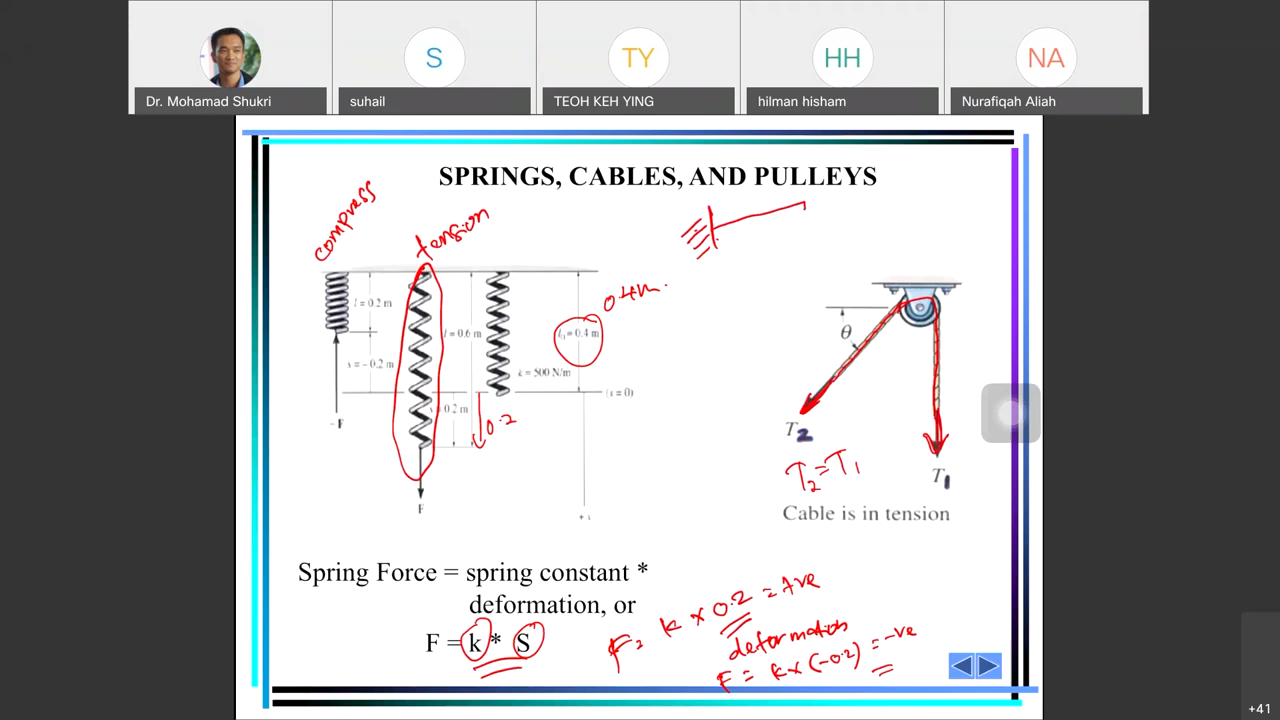 Dr. Mohamad Shukri
S
suhail
TY
TEOH KEH YING
HH
hilman hisham
NA
Nurafiqah Aliah
SPRINGS, CABLES, AND PULLEYS
compress
tension
l = 0.2 m
s = – 0.2 m
– F
l = 0.6 m
0.2 m
0.2
F
0.4m.
l₀ = 0.4 m
k = 500 N/m
(s = 0)
θ
T2
T1
T2 = T1
Cable is in tension
Spring Force = spring constant *
deformation, or
F = k * S
F = k x 0.2 = +ve
deformation
F = k x (-0.2) = -ve
+41